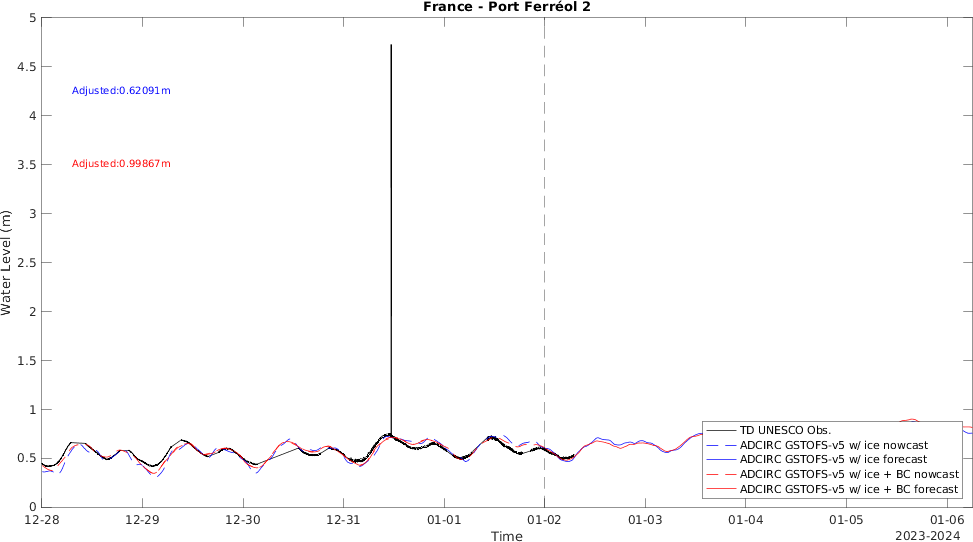 France - Port Ferréol 2
5
4.5
4
3.5
3
2.5
2
1.5
1
0.5
0
Water Level (m)
Adjusted:0.62091m
Adjusted:0.99867m
TD UNESCO Obs.
ADCIRC GSTOFS-v5 w/ ice nowcast
ADCIRC GSTOFS-v5 w/ ice forecast
ADCIRC GSTOFS-v5 w/ ice + BC nowcast
ADCIRC GSTOFS-v5 w/ ice + BC forecast
12-28 12-29 12-30 12-31 01-01 01-02 01-03 01-04 01-05 01-06
Time
2023-2024